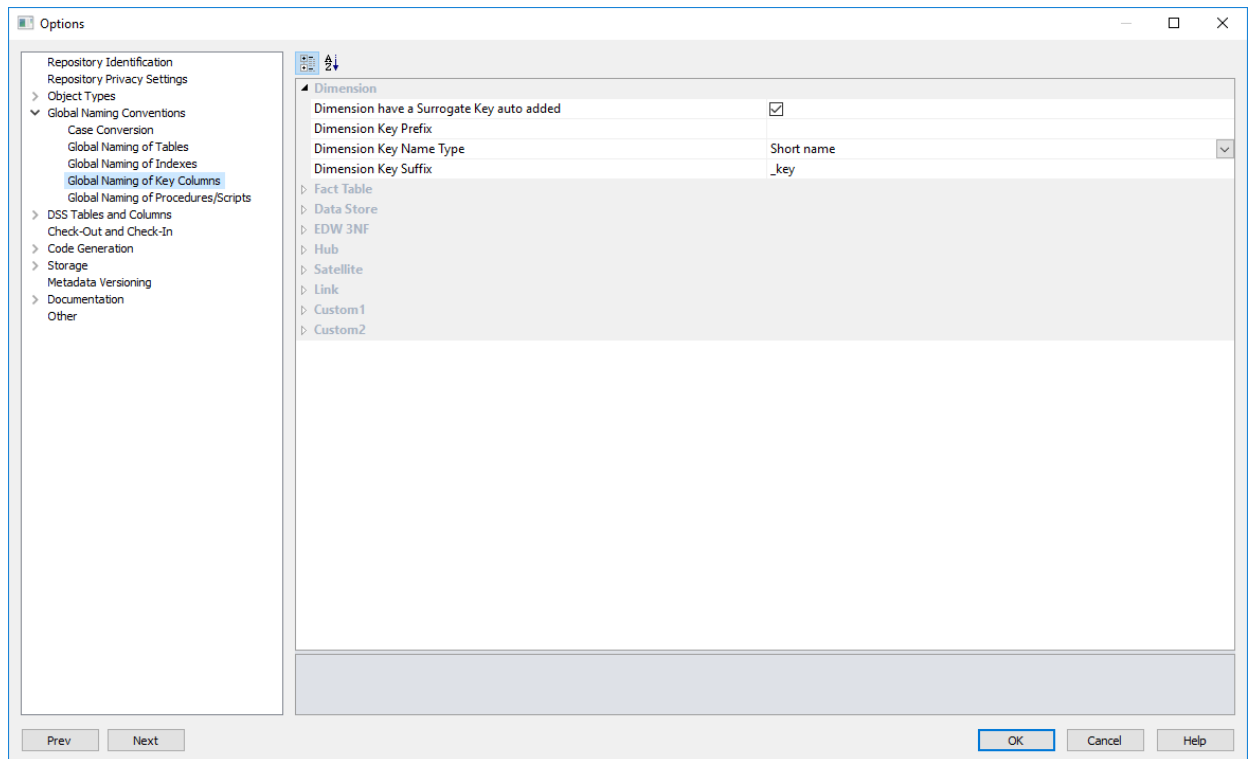 Options
Repository Identification
Repository Privacy Settings
Object Types
Global Naming Conventions
Case Conversion
Global Naming of Tables
Global Naming of Indexes
Global Naming of Key Columns
Global Naming of Procedures/Scripts
DSS Tables and Columns
Check-Out and Check-In
Code Generation
Storage
Metadata Versioning
Documentation
Other
Dimension
Dimension have a Surrogate Key auto added
Dimension Key Prefix
Dimension Key Name Type Short name
Dimension Key Suffix _key
Fact Table
Data Store
EDW 3NF
Hub
Satellite
Link
Custom1
Custom2
Prev Next OK Cancel Help